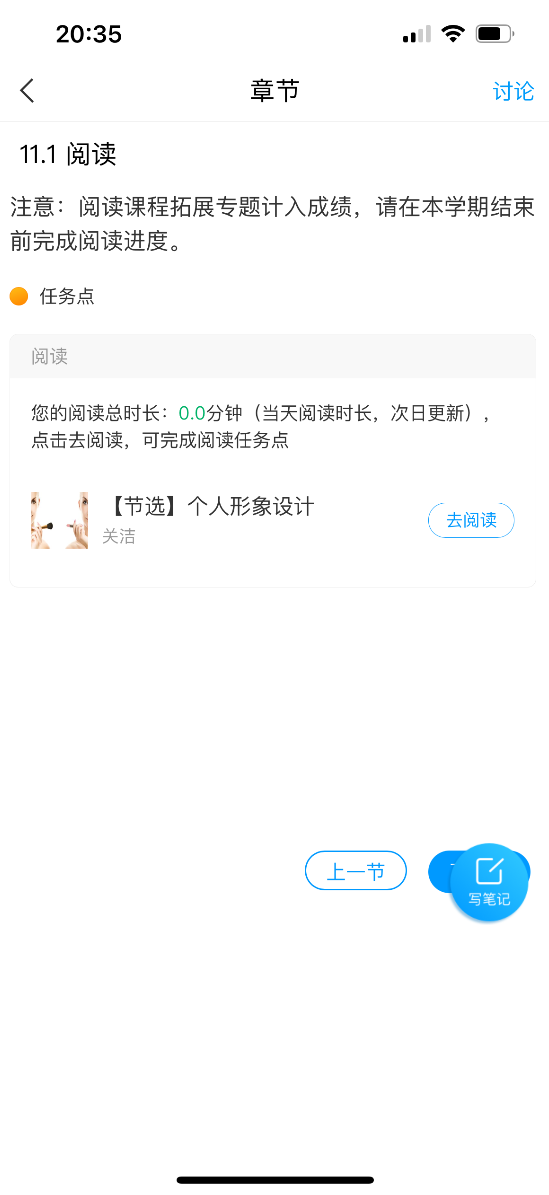 20:35
章节
讨论
11.1 阅读
注意：阅读课程拓展专题计入成绩，请在本学期结束
前完成阅读进度。
任务点
阅读
您的阅读总时长：0.0分钟（当天阅读时长，次日更新），
点击去阅读，可完成阅读任务点
【节选】个人形象设计
关洁
去阅读
上一节
写笔记